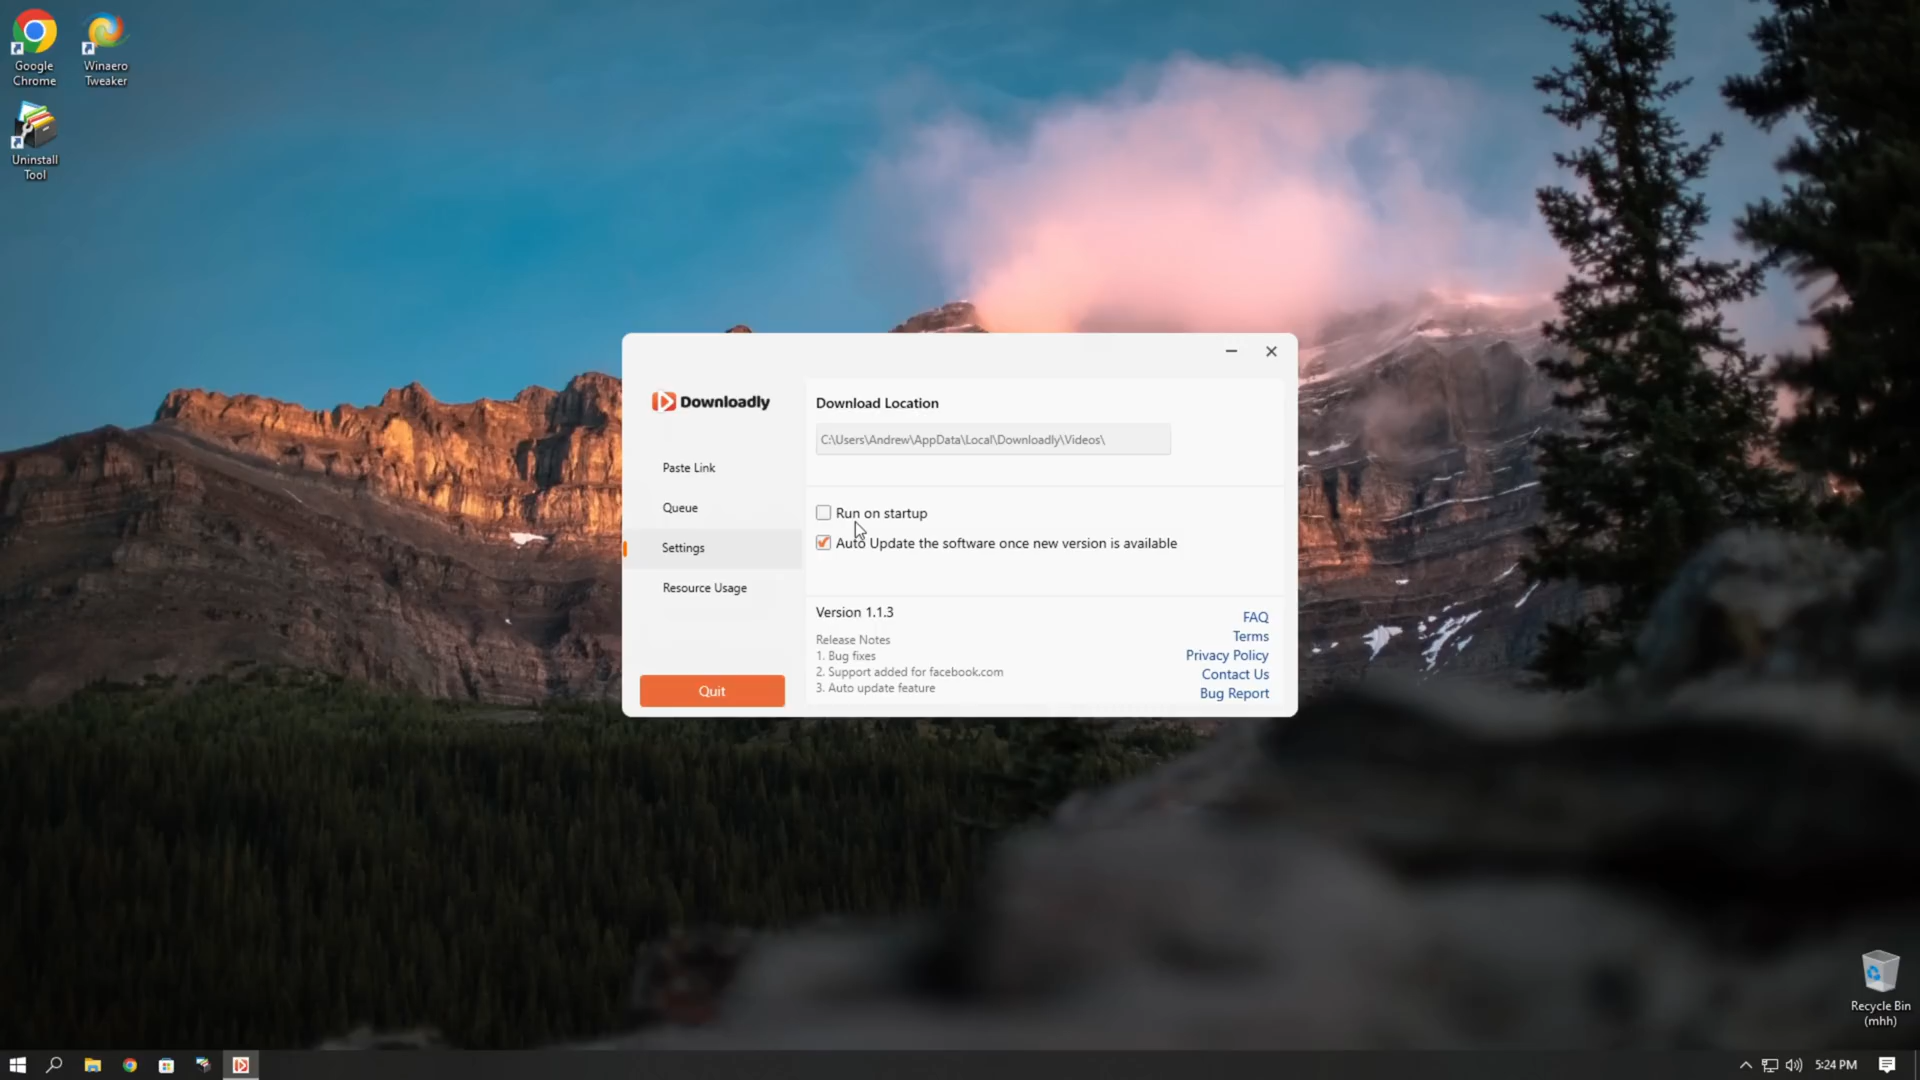 Google
Chrome
Winaero
Tweaker
Uninstall
Tool
Downloadly
Paste Link
Queue
Settings
Resource Usage
Quit
Download Location
C:\Users\Andrew\AppData\Local\Downloadly\Videos\
Run on startup
Auto Update the software once new version is available
Version 1.1.3
Release Notes
1. Bug fixes
2. Support added for facebook.com
3. Auto update feature
FAQ
Terms
Privacy Policy
Contact Us
Bug Report
Recycle Bin
(mhh)
5:24 PM